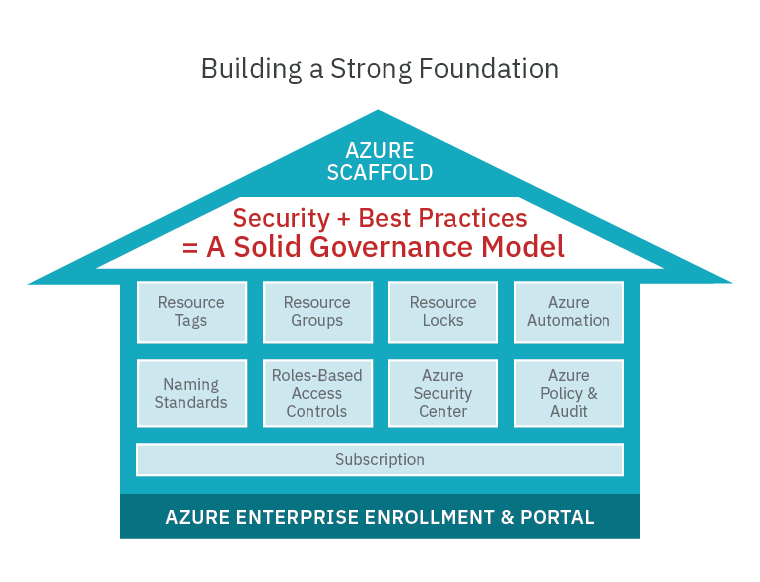 Building a Strong Foundation
AZURE
SCAFFOLD
Security + Best Practices
= A Solid Governance Model
Resource
Tags
Resource
Groups
Resource
Locks
Azure
Automation
Naming
Standards
Roles-Based
Access
Controls
Azure
Security
Center
Azure
Policy &
Audit
Subscription
AZURE ENTERPRISE ENROLLMENT & PORTAL